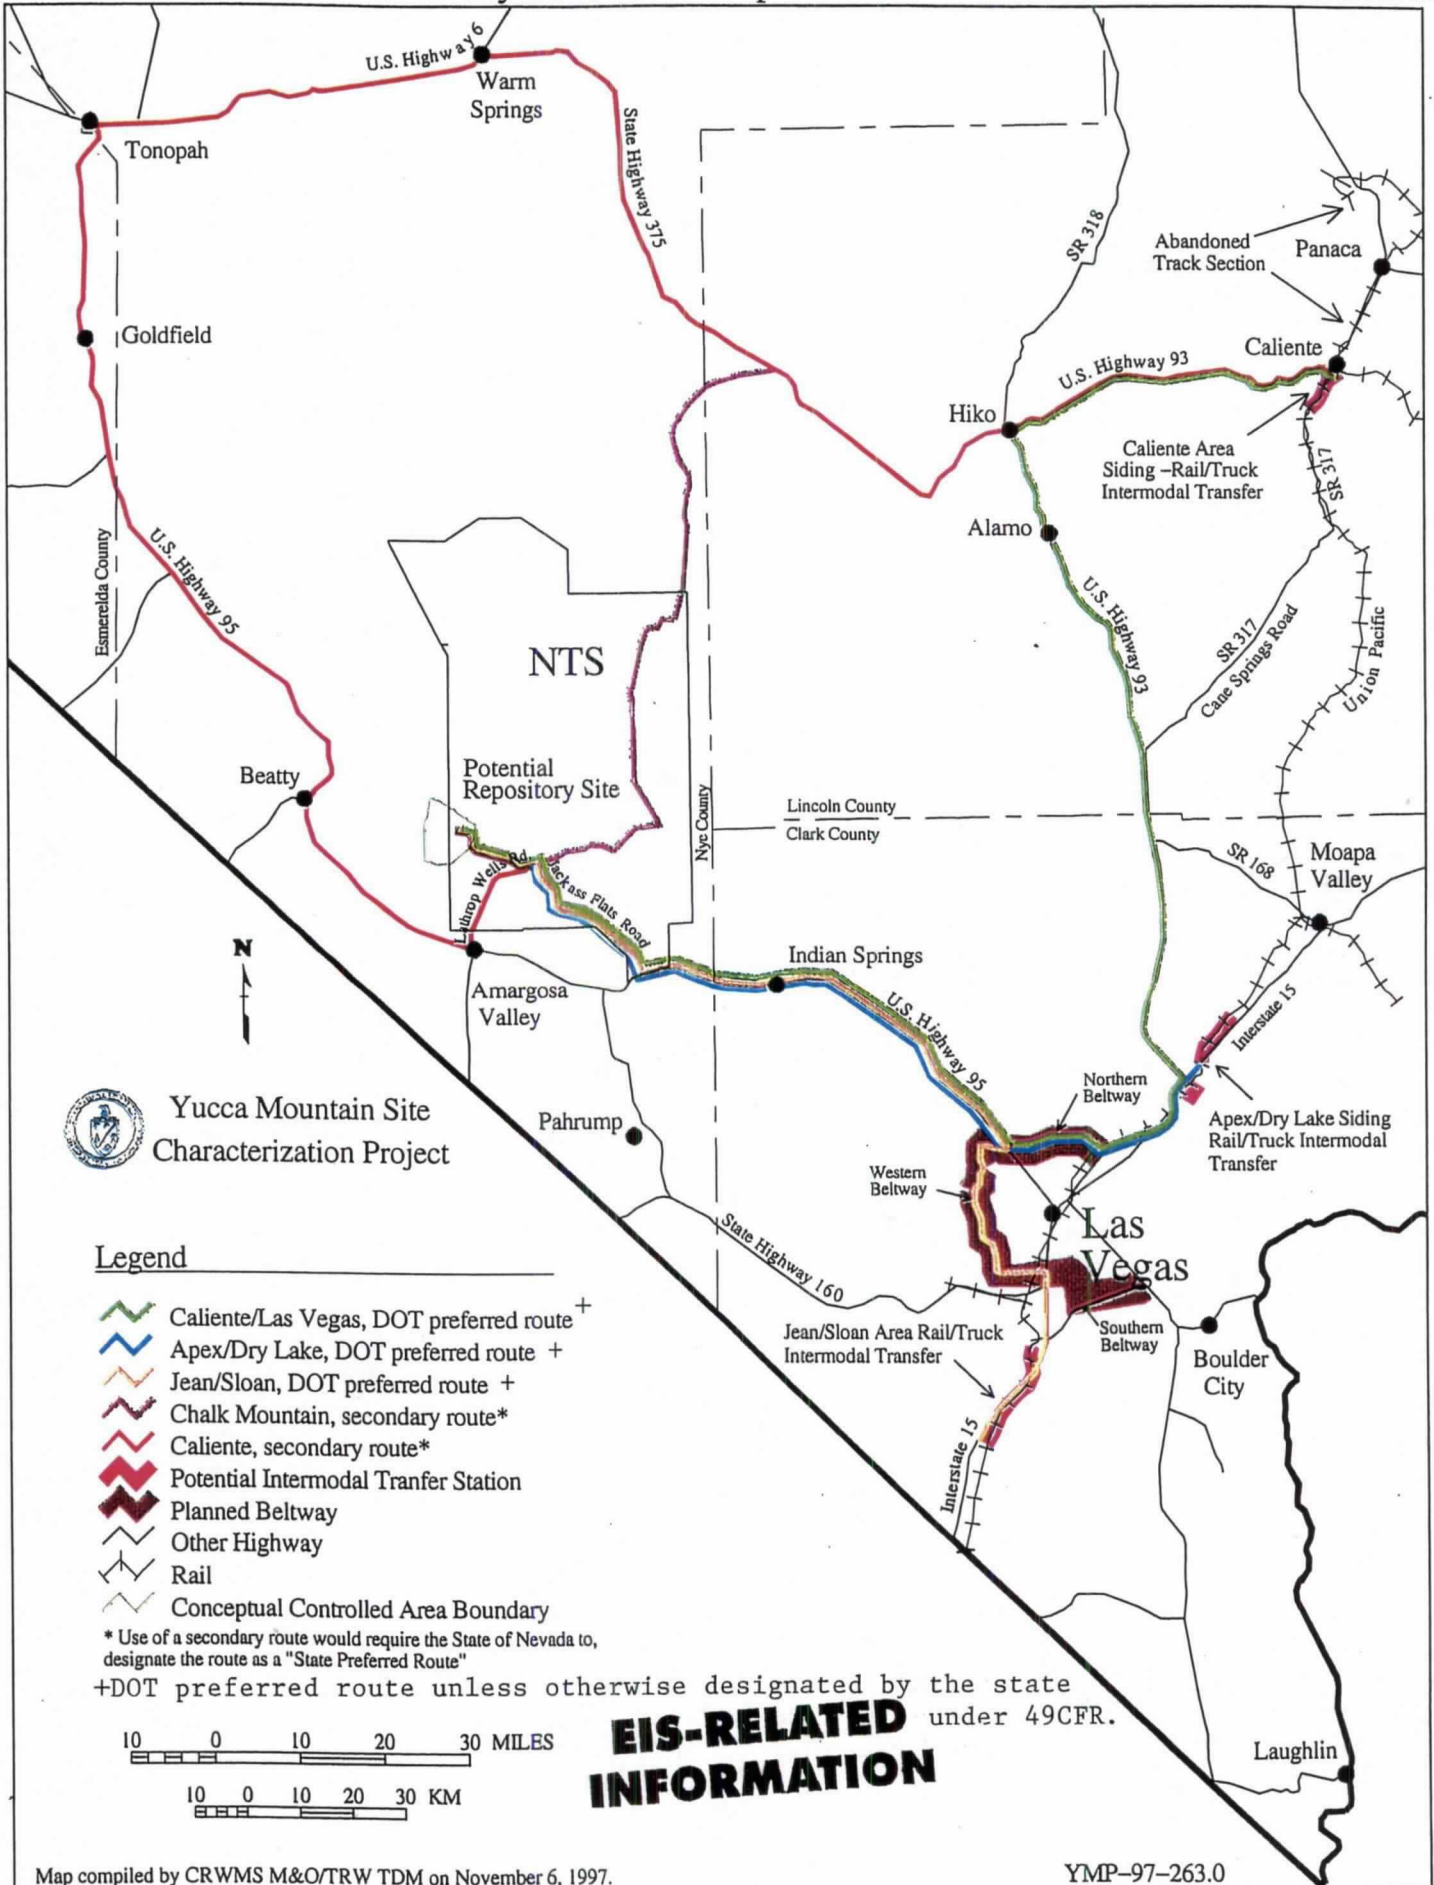 U.S. Highway 6
Warm
Springs
Tonopah
State Highway 375
SR 318
Abandoned
Track Section
Panaca
Goldfield
Caliente
U.S. Highway 93
Hiko
Caliente Area
Siding –Rail/Truck
Intermodal Transfer
SR 317
Alamo
U.S. Highway 95
Esmerelda County
U.S. Highway 93
NTS
SR 317
Cane Springs Road
Union Pacific
Beatty
Potential
Repository Site
Nye County
Lincoln County
Clark County
SR 168
Moapa
Valley
Lathrop Wells Rd.
Jackass Flats Road
N
Indian Springs
Amargosa
Valley
U.S. Highway 95
Interstate 15
Northern
Beltway
Yucca Mountain Site
Characterization Project
Pahrump
Apex/Dry Lake Siding
Rail/Truck Intermodal
Transfer
Western
Beltway
Las
Vegas
State Highway 160
Jean/Sloan Area Rail/Truck
Intermodal Transfer
Southern
Beltway
Boulder
City
Interstate 15
Legend
Caliente/Las Vegas, DOT preferred route +
Apex/Dry Lake, DOT preferred route +
Jean/Sloan, DOT preferred route +
Chalk Mountain, secondary route*
Caliente, secondary route*
Potential Intermodal Tranfer Station
Planned Beltway
Other Highway
Rail
Conceptual Controlled Area Boundary
* Use of a secondary route would require the State of Nevada to,
designate the route as a "State Preferred Route"
+DOT preferred route unless otherwise designated by the state
under 49CFR.
EIS-RELATED
INFORMATION
10 0 10 20 30 MILES
10 0 10 20 30 KM
Laughlin
Map compiled by CRWMS M&O/TRW TDM on November 6, 1997.
YMP–97–263.0